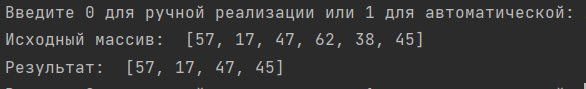 Введите 0 для ручной реализации или 1 для автоматической:
Исходный массив:  [57, 17, 47, 62, 38, 45]
Результат:  [57, 17, 47, 45]